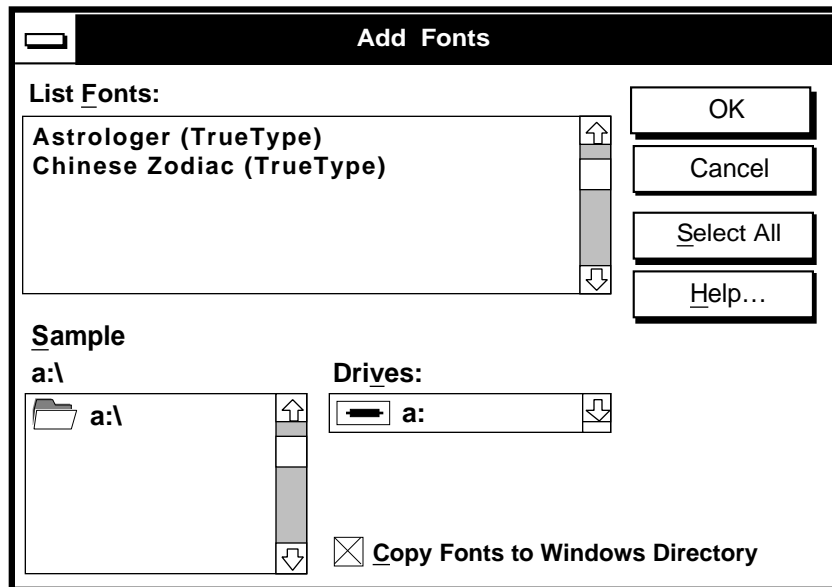 Add Fonts
List Fonts:
Astrologer (TrueType)
Chinese Zodiac (TrueType)
OK
Cancel
Select All
Help…
Sample
a:\
a:\
Drives:
a:
Copy Fonts to Windows Directory